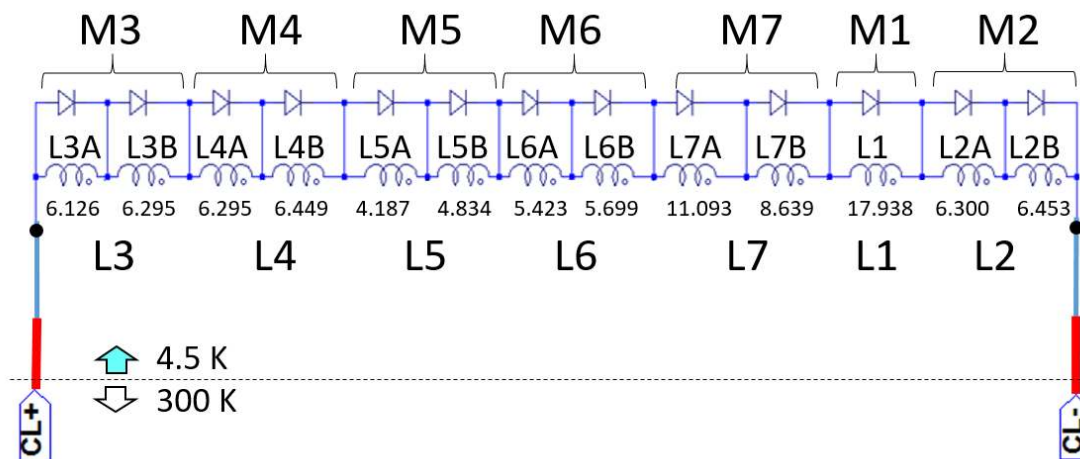 M3 M4 M5 M6 M7 M1 M2
L3A L3B L4A L4B L5A L5B L6A L6B L7A L7B L1 L2A L2B
6.126 6.295 6.295 6.449 4.187 4.834 5.423 5.699 11.093 8.639 17.938 6.300 6.453
L3 L4 L5 L6 L7 L1 L2
4.5 K
300 K
CL+ CL-